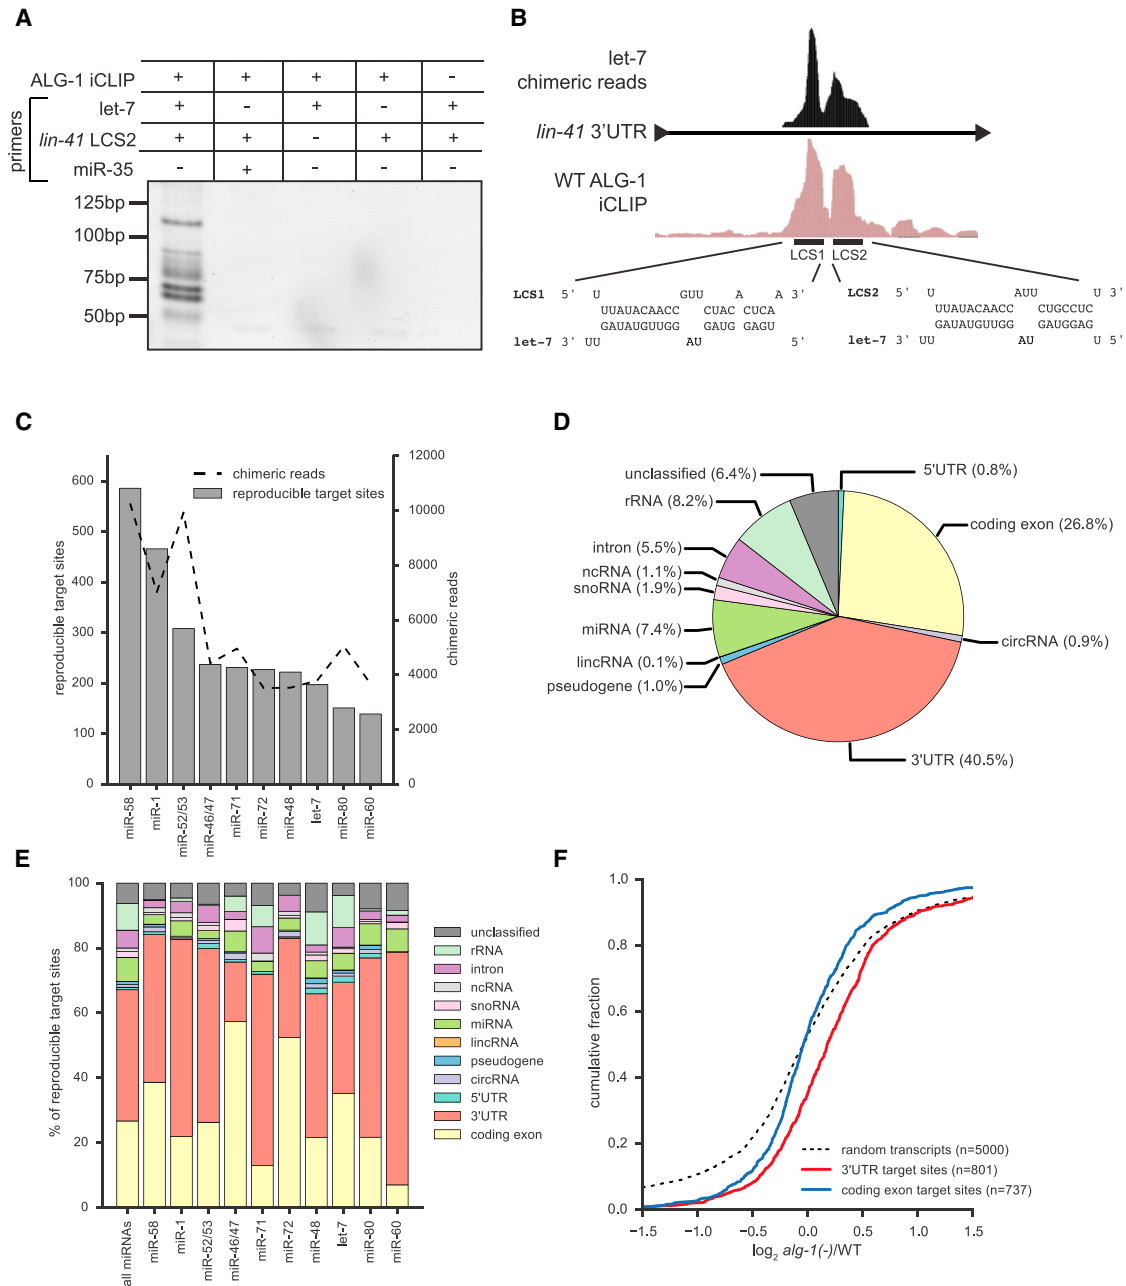 A
ALG-1 iCLIP + + + + -
let-7 + - + - +
lin-41 LCS2 + + - + +
miR-35 - + - - -
primers
125bp
100bp
75bp
50bp
B
let-7
chimeric reads
lin-41 3'UTR
WT ALG-1
iCLIP
LCS1 LCS2
LCS1 5' U GUU A A 3'
UUAUACAACC CUAC CUCA
GAUAUGUUGG GAUG GAGU
let-7 3' UU AU 5'
LCS2 5' U AUU U 3'
UUAUACAACC CUGCCUC
GAUAUGUUGG GAUGGAG
let-7 3' UU AU U 5'
C
chimeric reads
reproducible target sites
reproducible target sites
600
500
400
300
200
100
0
chimeric reads
12000
10000
8000
6000
4000
2000
0
miR-58
miR-1
miR-52/53
miR-46/47
miR-71
miR-72
miR-48
let-7
miR-80
miR-60
D
unclassified (6.4%)
5'UTR (0.8%)
rRNA (8.2%)
coding exon (26.8%)
intron (5.5%)
ncRNA (1.1%)
snoRNA (1.9%)
miRNA (7.4%)
circRNA (0.9%)
lincRNA (0.1%)
pseudogene (1.0%)
3'UTR (40.5%)
E
% of reproducible target sites
100
80
60
40
20
0
all miRNAs
miR-58
miR-1
miR-52/53
miR-46/47
miR-71
miR-72
miR-48
let-7
miR-80
miR-60
unclassified
rRNA
intron
ncRNA
snoRNA
miRNA
lincRNA
pseudogene
circRNA
5'UTR
3'UTR
coding exon
F
cumulative fraction
1.0
0.8
0.6
0.4
0.2
0.0
random transcripts (n=5000)
3'UTR target sites (n=801)
coding exon target sites (n=737)
−1.5 −1.0 −0.5 0.0 0.5 1.0 1.5
log2 alg-1(-)/WT